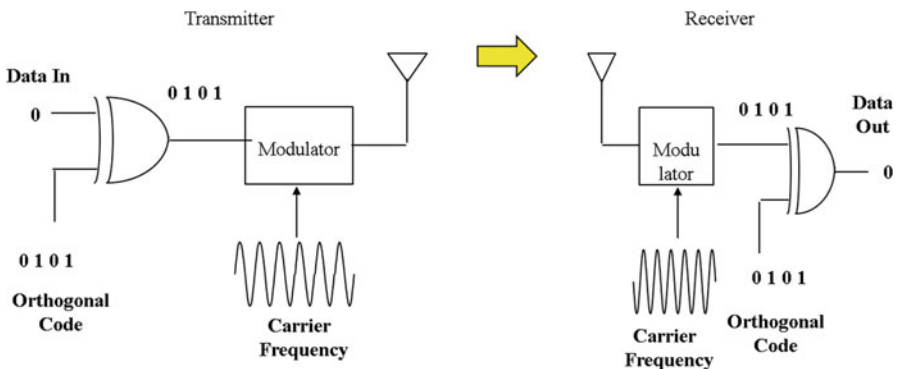 Transmitter
Data In
0
0 1 0 1
Modulator
0 1 0 1
Orthogonal
Code
Carrier
Frequency
Receiver
0 1 0 1
Data
Out
0
Modu
lator
0 1 0 1
Orthogonal
Code
Carrier
Frequency